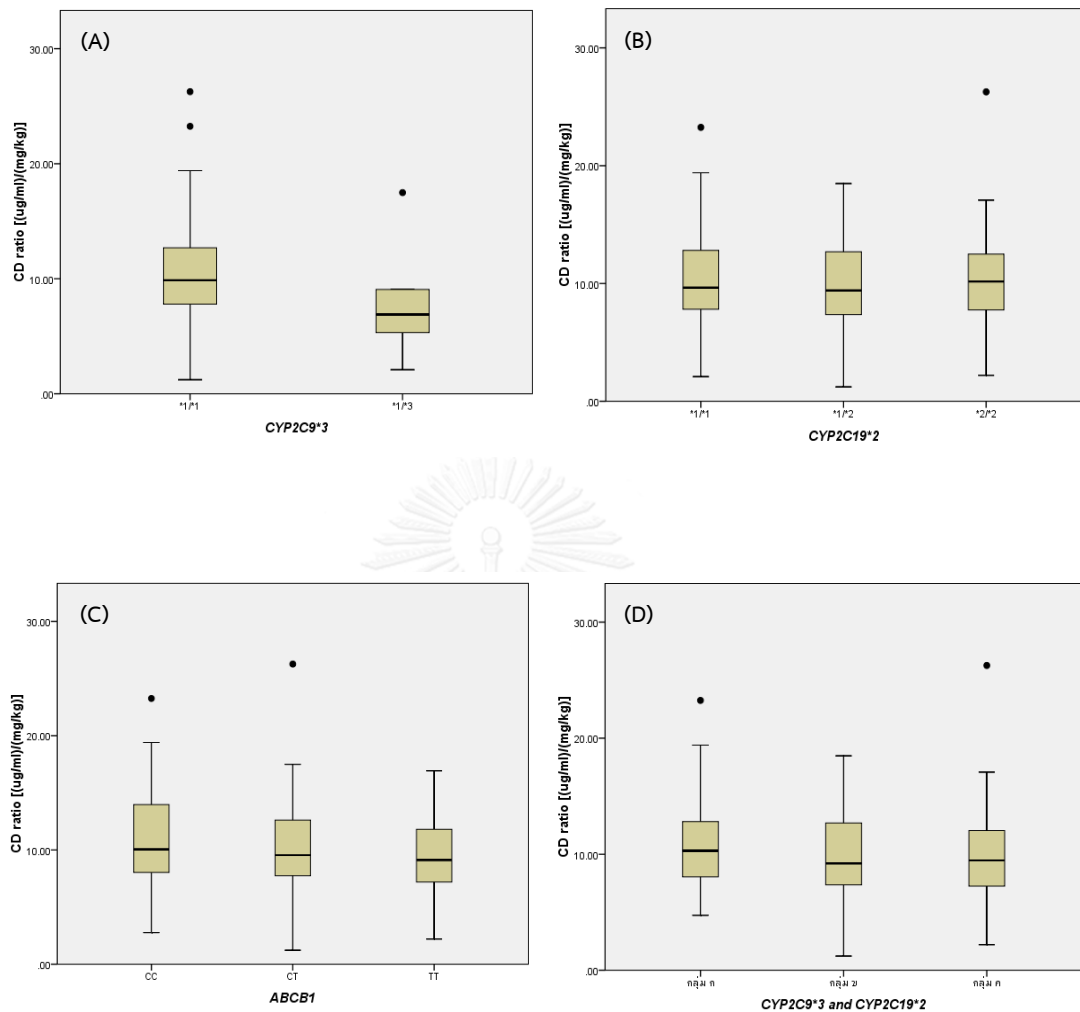 (A)
30.00
20.00
10.00
.00
CD ratio [(ug/ml)/(mg/kg)]
*1/*1 *1/*3
CYP2C9*3
(B)
30.00
20.00
10.00
.00
CD ratio [(ug/ml)/(mg/kg)]
*1/*1 *1/*2 *2/*2
CYP2C19*2
(C)
30.00
20.00
10.00
.00
CD ratio [(ug/ml)/(mg/kg)]
CC CT TT
ABCB1
(D)
30.00
20.00
10.00
.00
CD ratio [(ug/ml)/(mg/kg)]
กลุ่ม ก กลุ่ม ข กลุ่ม ค
CYP2C9*3 and CYP2C19*2